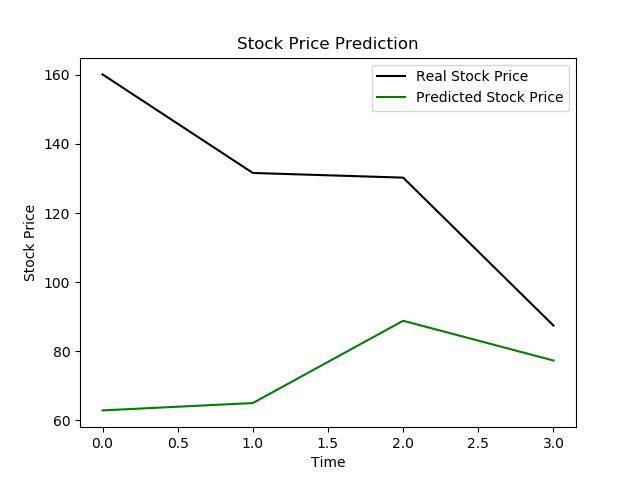 Stock Price Prediction
Real Stock Price
Predicted Stock Price
Stock Price
160
140
120
100
80
60
0.0 0.5 1.0 1.5 2.0 2.5 3.0
Time